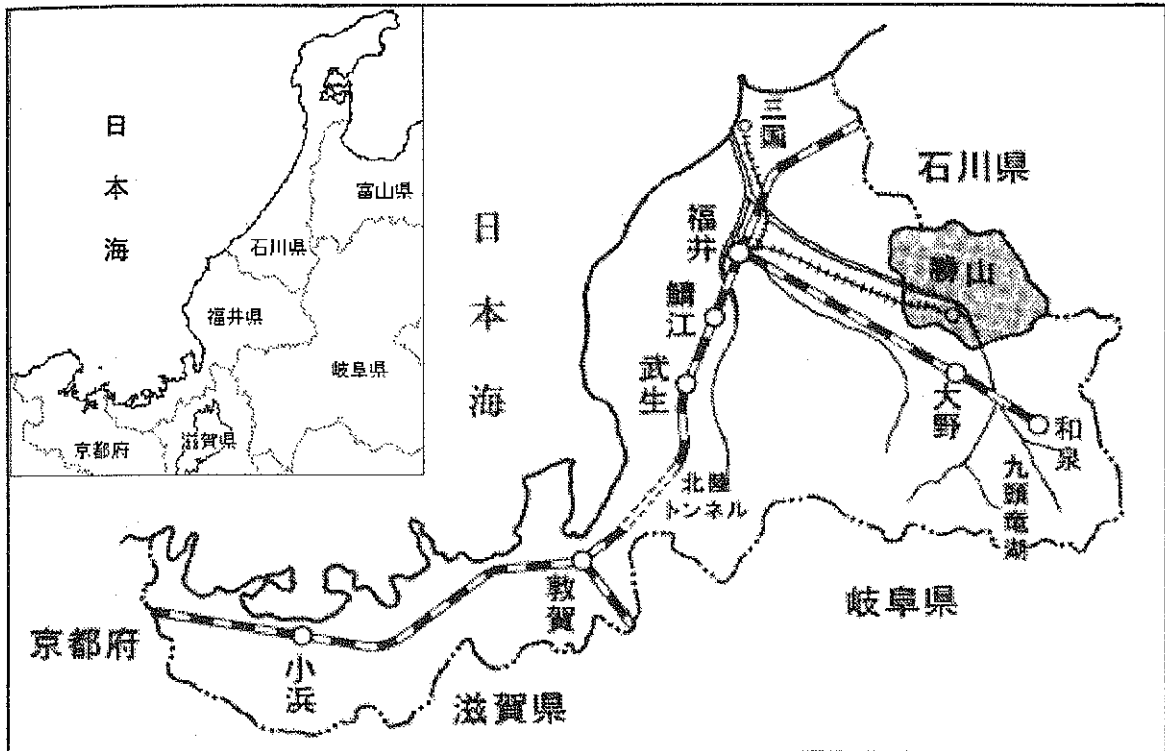 日本海
富山県
石川県
福井県
岐阜県
京都府
滋賀県
三国
石川県
日本海
福井
勝山
鯖江
武生
大野
和泉
北陸
トンネル
九頭竜湖
敦賀
岐阜県
京都府
小浜
滋賀県